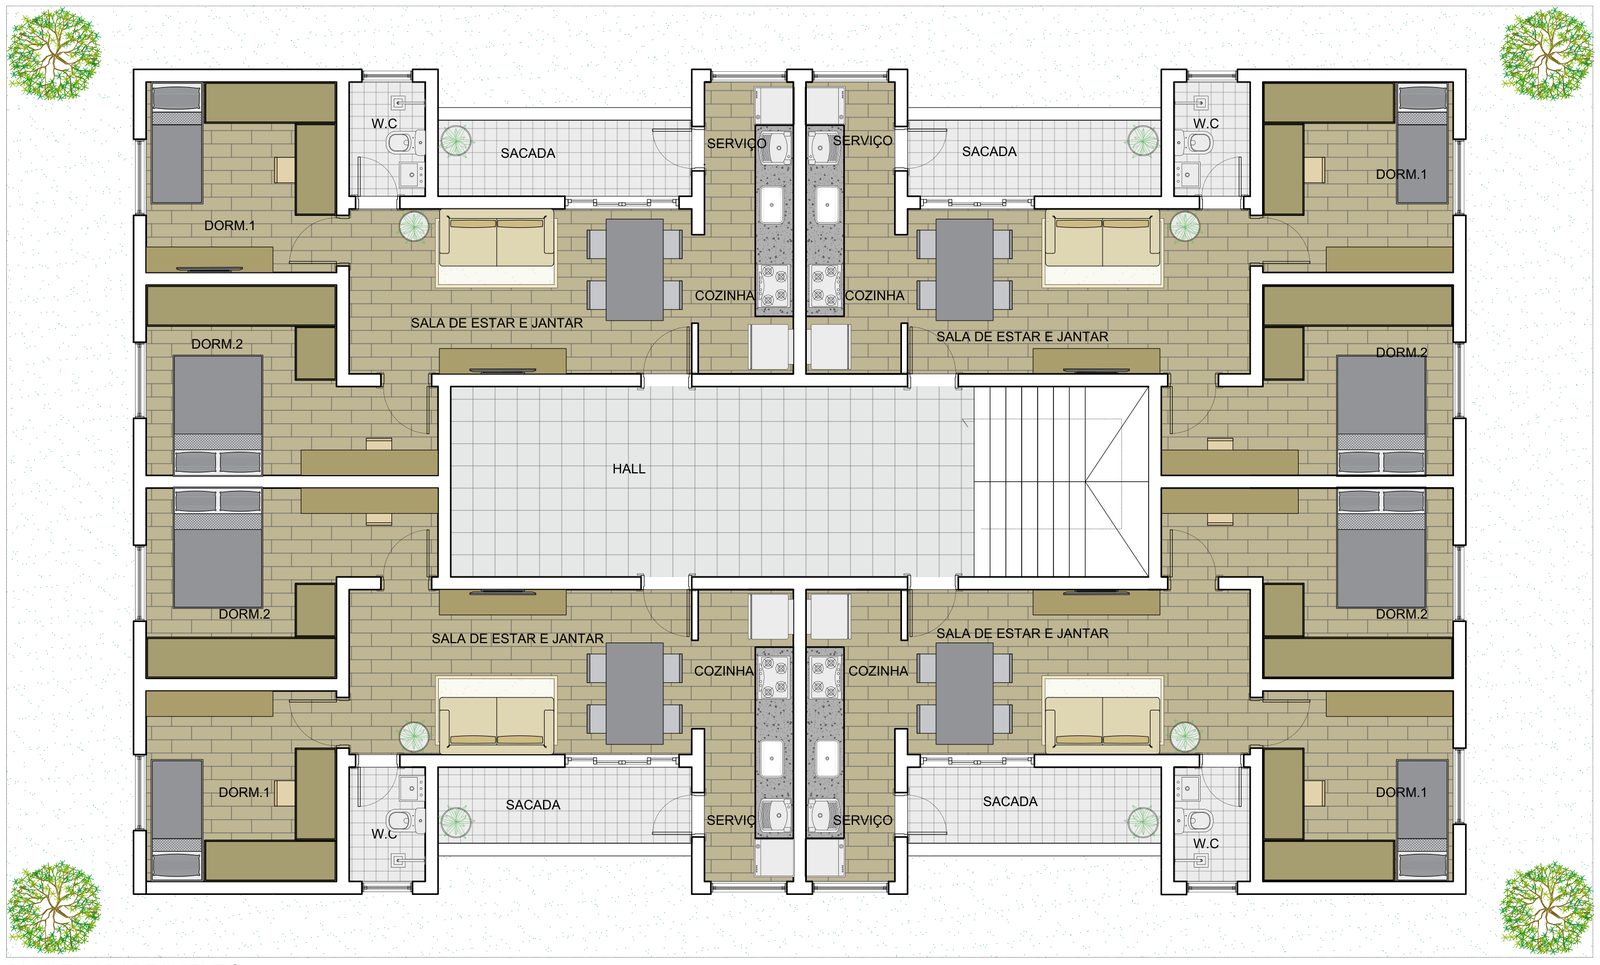 W.C
SERVIÇO
SERVIÇO
W.C
SACADA
SACADA
DORM.1
DORM.1
COZINHA
COZINHA
SALA DE ESTAR E JANTAR
SALA DE ESTAR E JANTAR
DORM.2
DORM.2
HALL
DORM.2
DORM.2
SALA DE ESTAR E JANTAR
SALA DE ESTAR E JANTAR
COZINHA
COZINHA
DORM.1
DORM.1
SACADA
SACADA
W.C
SERVIÇ
SERVIÇO
W.C